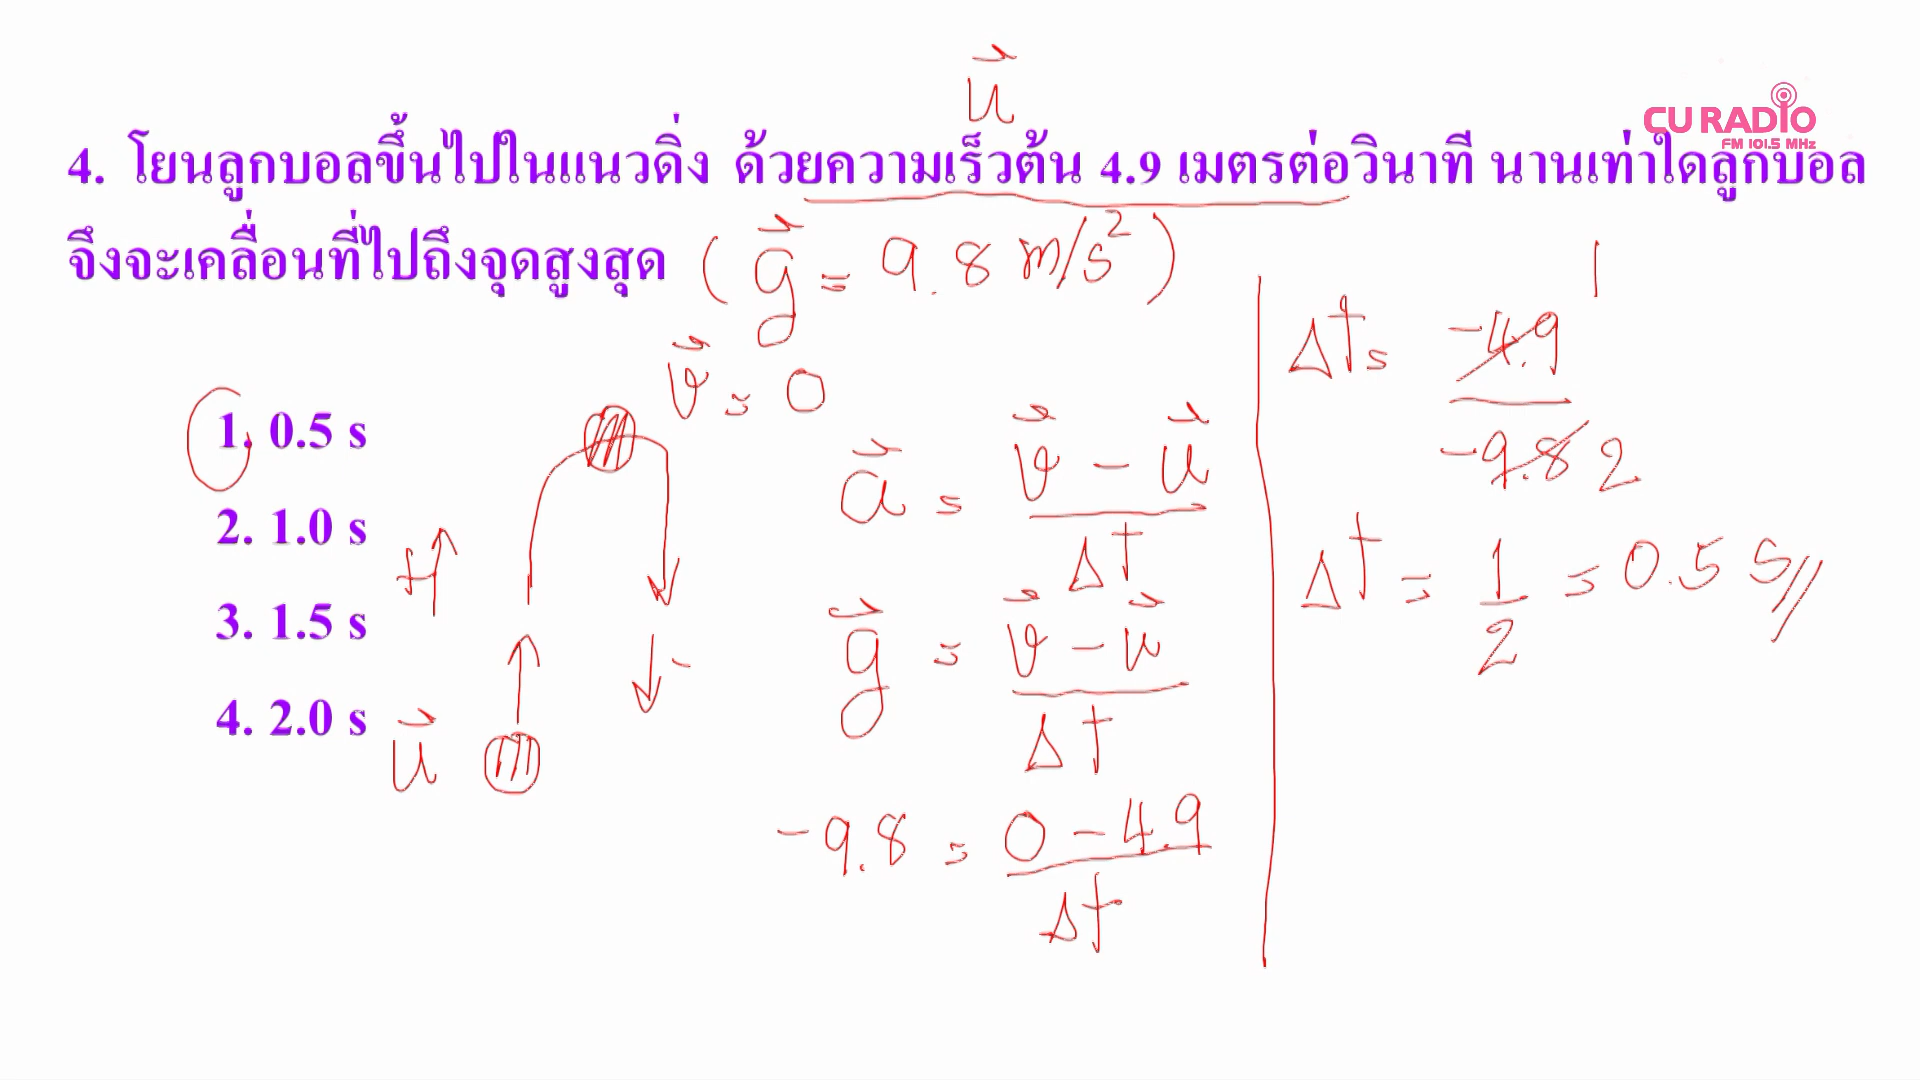 u⃗
CU RADIO
FM 101.5 MHz
4. โยนลูกบอลขึ้นไปในแนวดิ่ง ด้วยความเร็วต้น 4.9 เมตรต่อวินาที นานเท่าใดลูกบอล
จึงจะเคลื่อนที่ไปถึงจุดสูงสุด (g⃗ = 9.8 m/s²)
v⃗ = 0
1. 0.5 s
2. 1.0 s
3. 1.5 s
4. 2.0 s
+
-
u⃗
a⃗ = v⃗ - u⃗
Δt
g⃗ = v⃗ - u⃗
Δt
-9.8 = 0 - 4.9
Δt
1
Δt = -4.9
-9.8 2
Δt = 1/2 = 0.5 s//